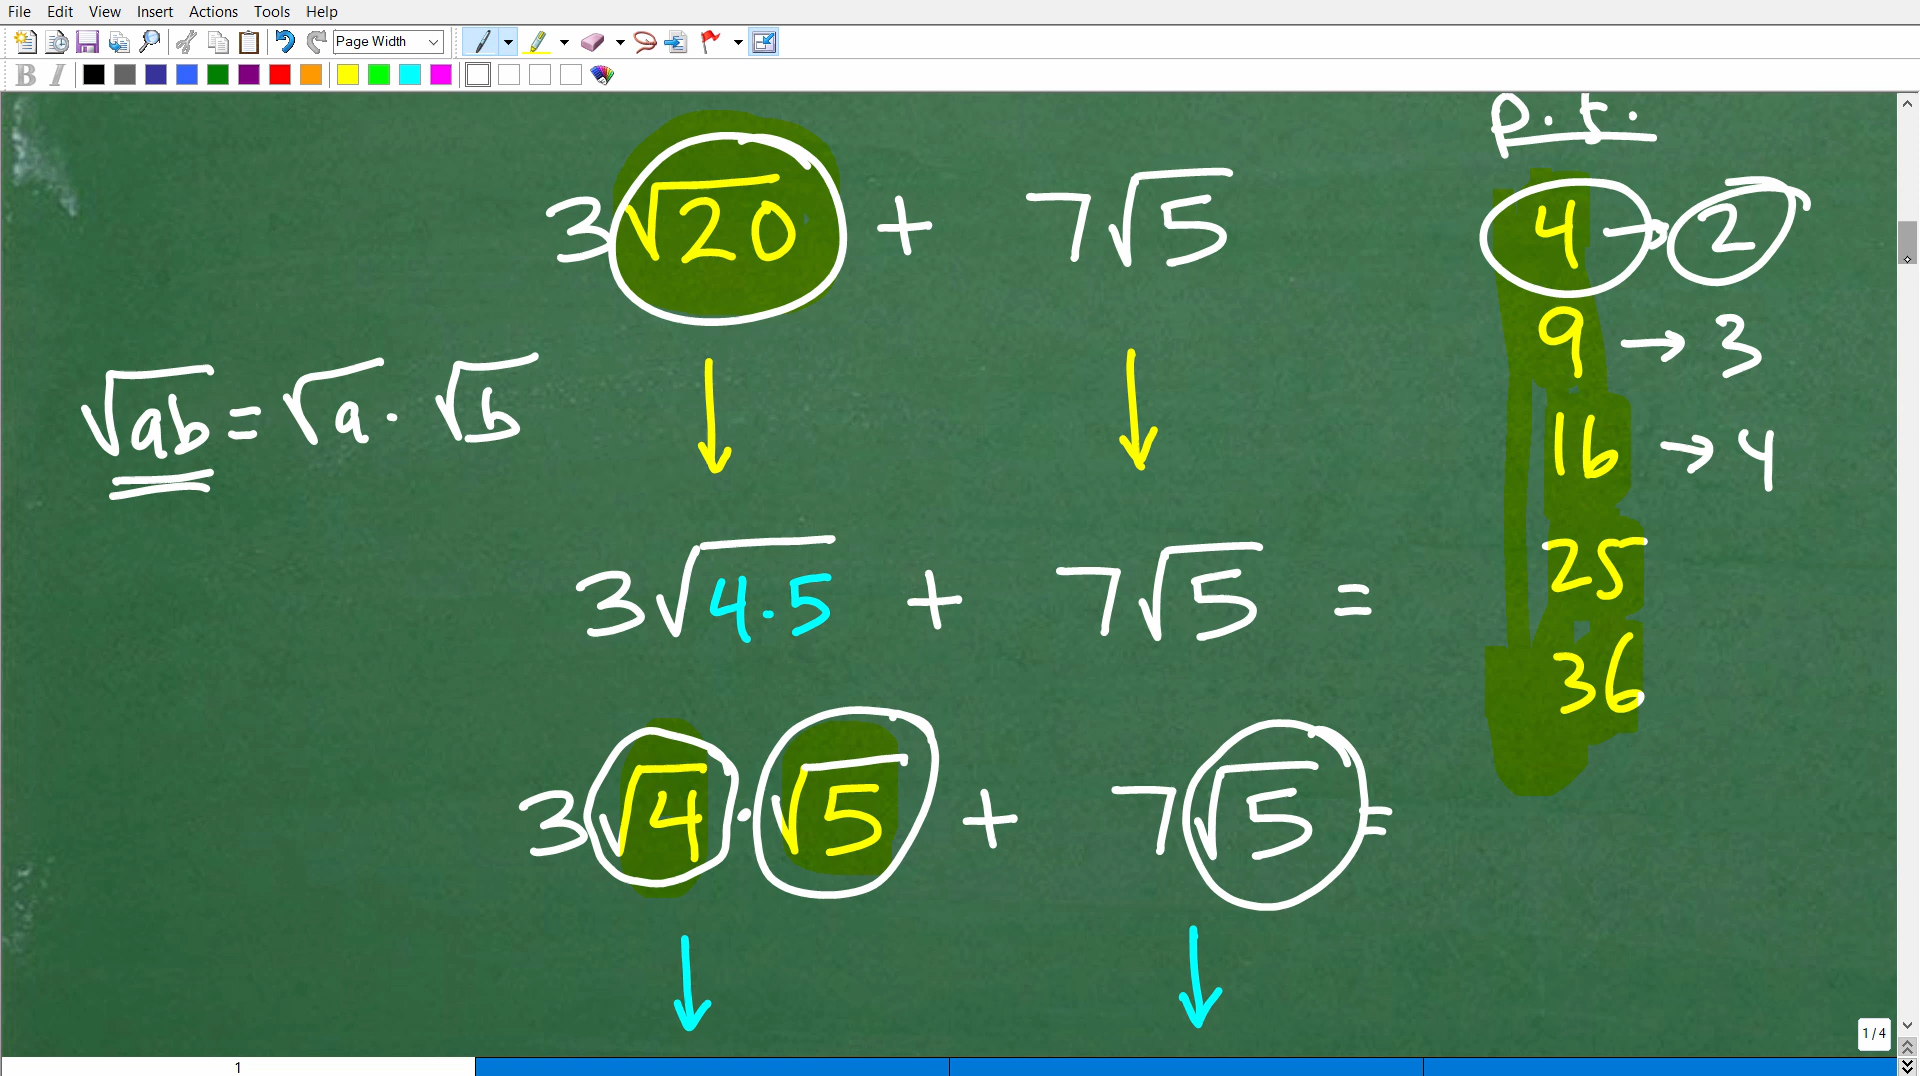 File Edit View Insert Actions Tools Help
Page Width
B I
p.t.
3√20 + 7√5
4 → 2
9 → 3
√ab = √a · √b
16 → 4
25
3√4·5 + 7√5 =
36
3√4 · √5 + 7√5 =
1 / 4
1